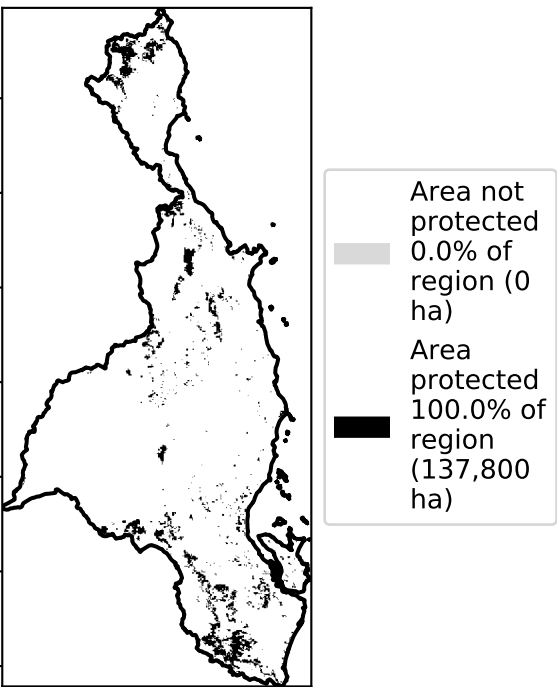 Area not
protected
0.0% of
region (0
ha)
Area
protected
100.0% of
region
(137,800
ha)